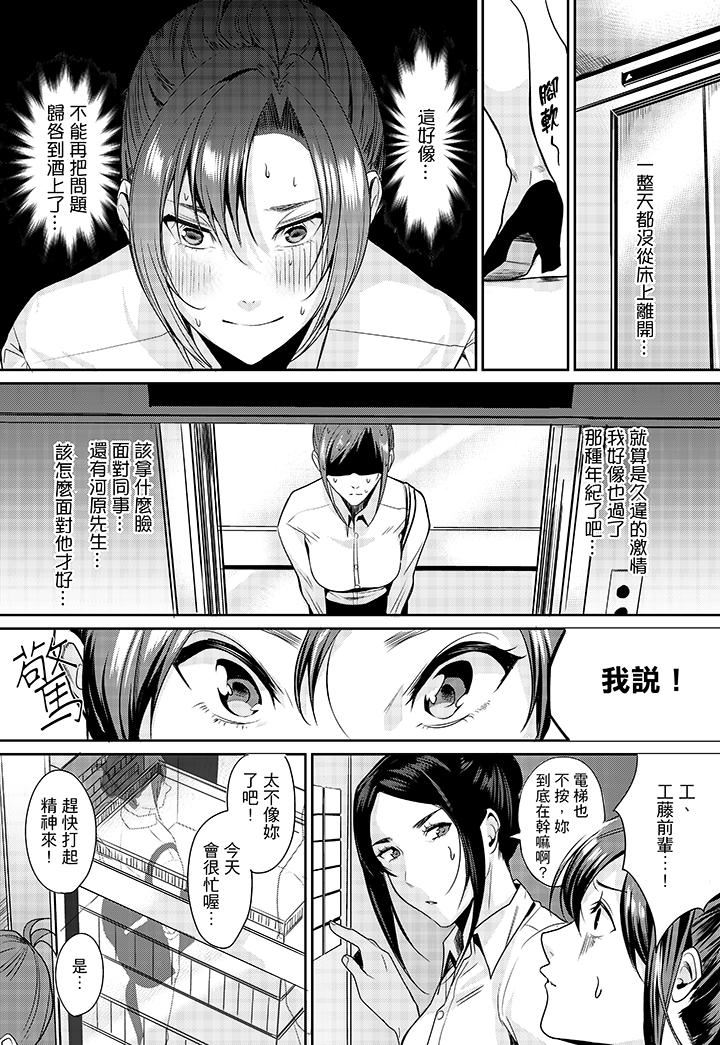 一整天都沒從床上離開…
腳軟~
這好像…
不能再把問題
歸咎到酒上了…
就算是久違的激情
我好像也過了
那種年紀了吧…
該拿什麼臉
面對同事…
還有河原先生…
該怎麼面對他才好…
我說！
驚
工、
工藤前輩…！
電梯也
不按，妳
到底在幹嘛啊？
太不像妳
了吧！
今天
會很忙喔…
趕快打起
精神來！
是…